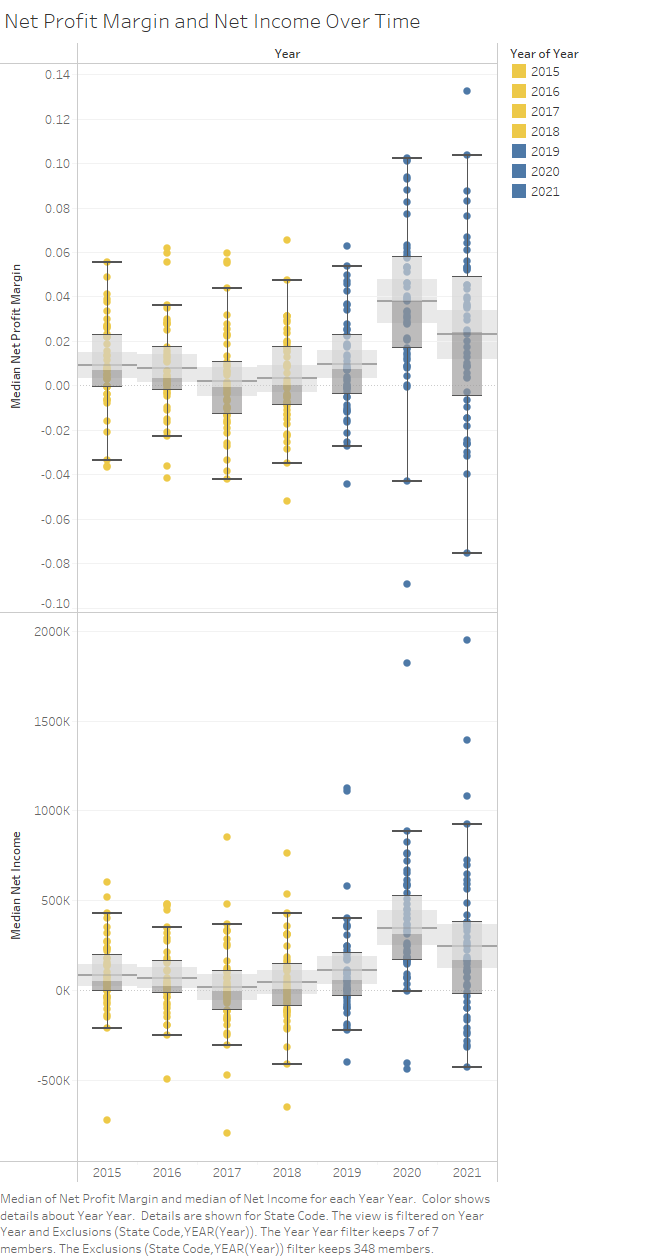 Net Profit Margin and Net Income Over Time
Year
Year of Year
2015
2016
2017
2018
2019
2020
2021
0.14
0.12
0.10
0.08
0.06
0.04
0.02
0.00
-0.02
-0.04
-0.06
-0.08
-0.10
Median Net Profit Margin
2000K
1500K
1000K
500K
0K
-500K
Median Net Income
2015 2016 2017 2018 2019 2020 2021
Median of Net Profit Margin and median of Net Income for each Year Year. Color shows
details about Year Year. Details are shown for State Code. The view is filtered on Year
Year and Exclusions (State Code,YEAR(Year)). The Year Year filter keeps 7 of 7
members. The Exclusions (State Code,YEAR(Year)) filter keeps 348 members.